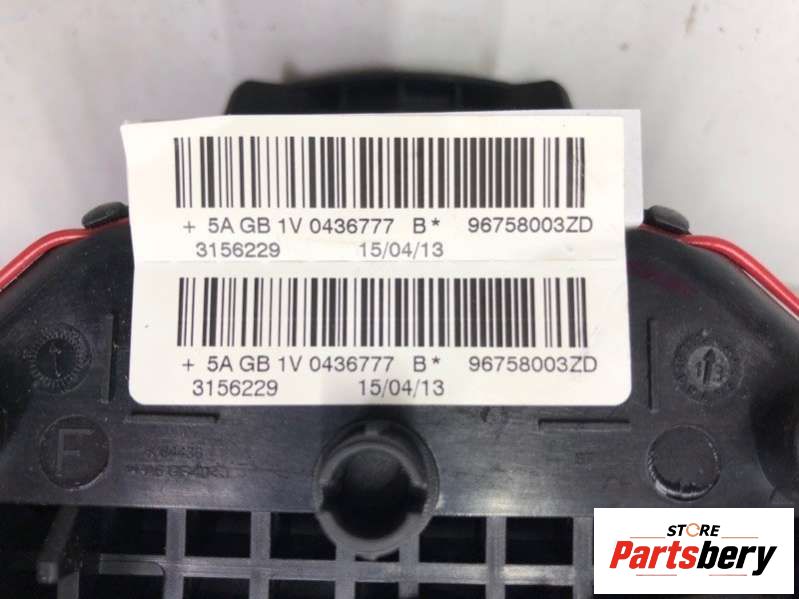 + 5A GB 1V 0436777 B* 96758003ZD
3156229 15/04/13
+ 5A GB 1V 0436777 B* 96758003ZD
3156229 15/04/13
13
F
STORE
Partsbery